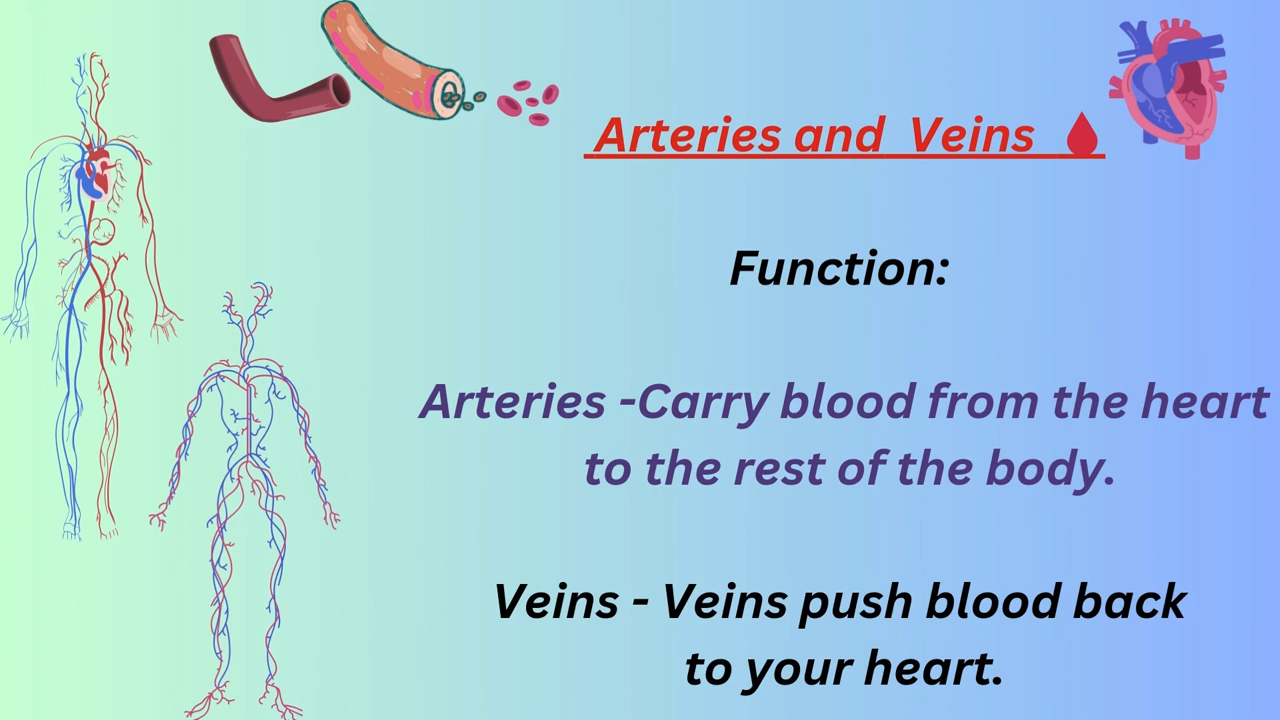 Arteries and Veins
Function:
Arteries -Carry blood from the heart
to the rest of the body.
Veins - Veins push blood back
to your heart.